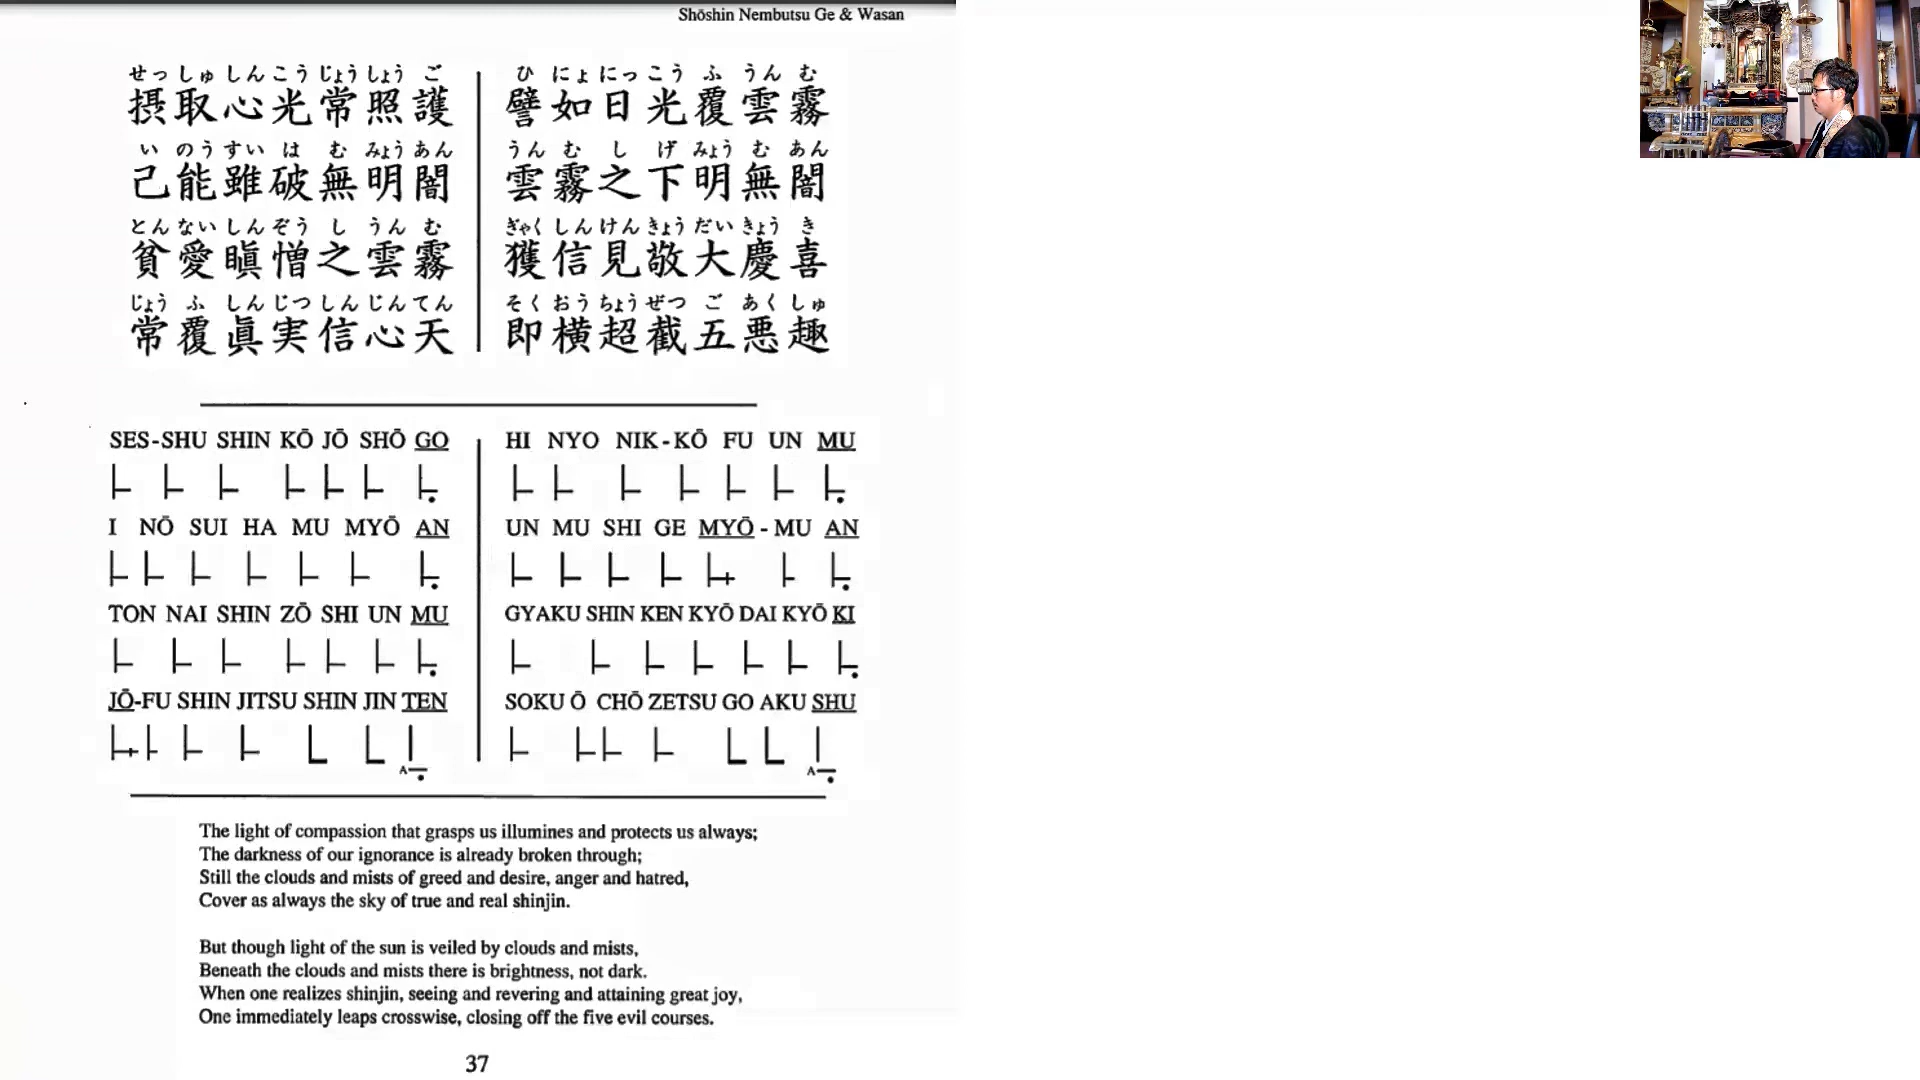 Shōshin Nembutsu Ge & Wasan
せっ しゅ しん こう じょう しょう ご
摂取心光常照護
い のう すい は む みょう あん
己能雖破無明闇
とん ない しん ぞう し うん む
貧愛瞋憎之雲霧
じょう ふ しん じつ しん じん てん
常覆眞実信心天
ひ にょ にっ こう ふ うん む
譬如日光覆雲霧
うん む し げ みょう む あん
雲霧之下明無闇
ぎゃく しん けん きょう だい きょう き
獲信見敬大慶喜
そく おう ちょう ぜつ ご あく しゅ
即横超截五悪趣
SES-SHU SHIN KŌ JŌ SHŌ GO
I NŌ SUI HA MU MYŌ AN
TON NAI SHIN ZŌ SHI UN MU
JŌ-FU SHIN JITSU SHIN JIN TEN
A
HI NYO NIK-KŌ FU UN MU
UN MU SHI GE MYŌ-MU AN
GYAKU SHIN KEN KYŌ DAI KYŌ KI
SOKU Ō CHŌ ZETSU GO AKU SHU
A
The light of compassion that grasps us illumines and protects us always;
The darkness of our ignorance is already broken through;
Still the clouds and mists of greed and desire, anger and hatred,
Cover as always the sky of true and real shinjin.
But though light of the sun is veiled by clouds and mists,
Beneath the clouds and mists there is brightness, not dark.
When one realizes shinjin, seeing and revering and attaining great joy,
One immediately leaps crosswise, closing off the five evil courses.
37